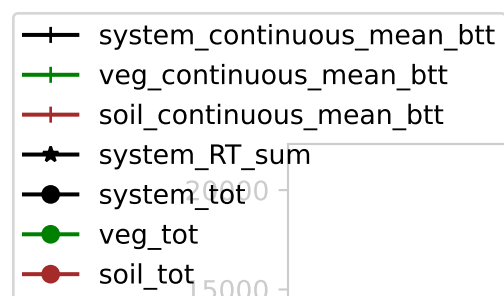 system_continuous_mean_btt
veg_continuous_mean_btt
soil_continuous_mean_btt
system_RT_sum
system_tot
20000
veg_tot
soil_tot
15000